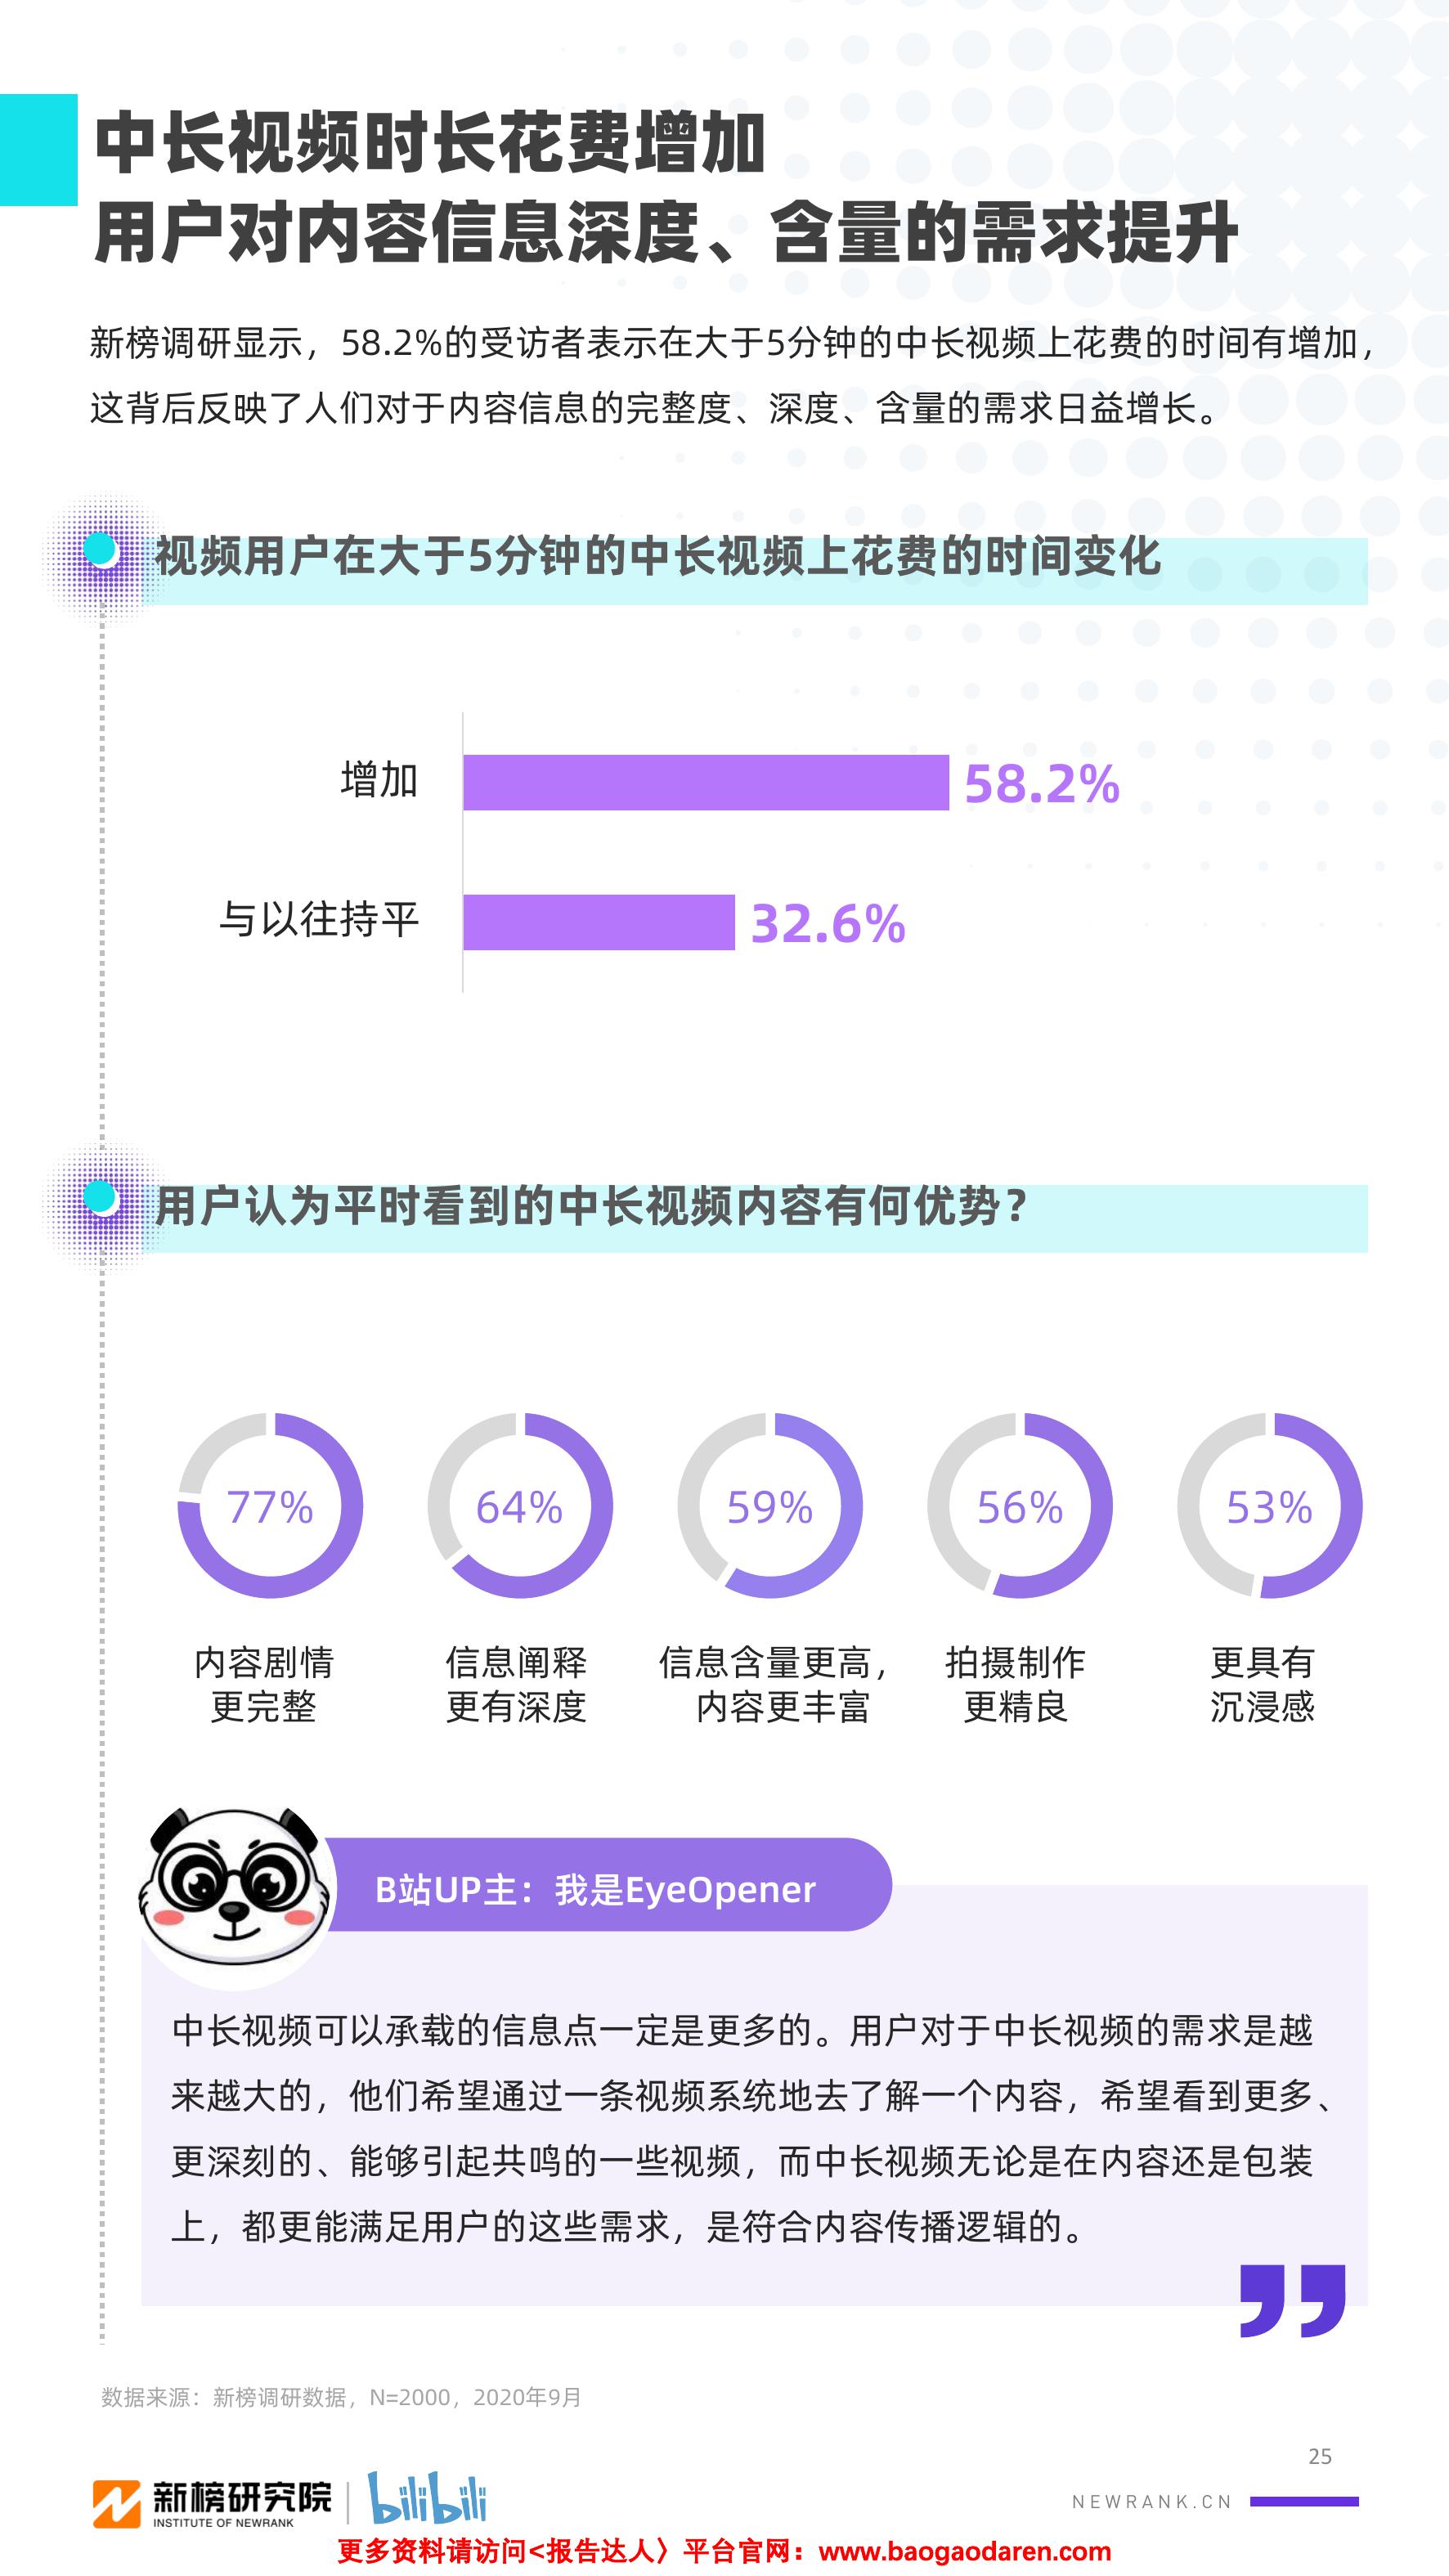 中长视频时长花费增加
用户对内容信息深度、含量的需求提升
新榜调研显示，58.2%的受访者表示在大于5分钟的中长视频上花费的时间有增加，
这背后反映了人们对于内容信息的完整度、深度、含量的需求日益增长。
视频用户在大于5分钟的中长视频上花费的时间变化
增加
58.2%
与以往持平
32.6%
用户认为平时看到的中长视频内容有何优势？
77%
64%
59%
56%
53%
内容剧情
更完整
信息阐释
更有深度
信息含量更高，
内容更丰富
拍摄制作
更精良
更具有
沉浸感
B站UP主：我是EyeOpener
中长视频可以承载的信息点一定是更多的。用户对于中长视频的需求是越
来越大的，他们希望通过一条视频系统地去了解一个内容，希望看到更多、
更深刻的、能够引起共鸣的一些视频，而中长视频无论是在内容还是包装
上，都更能满足用户的这些需求，是符合内容传播逻辑的。
”
数据来源：新榜调研数据，N=2000，2020年9月
25
新榜研究院
INSTITUTE OF NEWRANK
bilibili
NEWRANK.CN
更多资料请访问<报告达人〉平台官网：www.baogaodaren.com